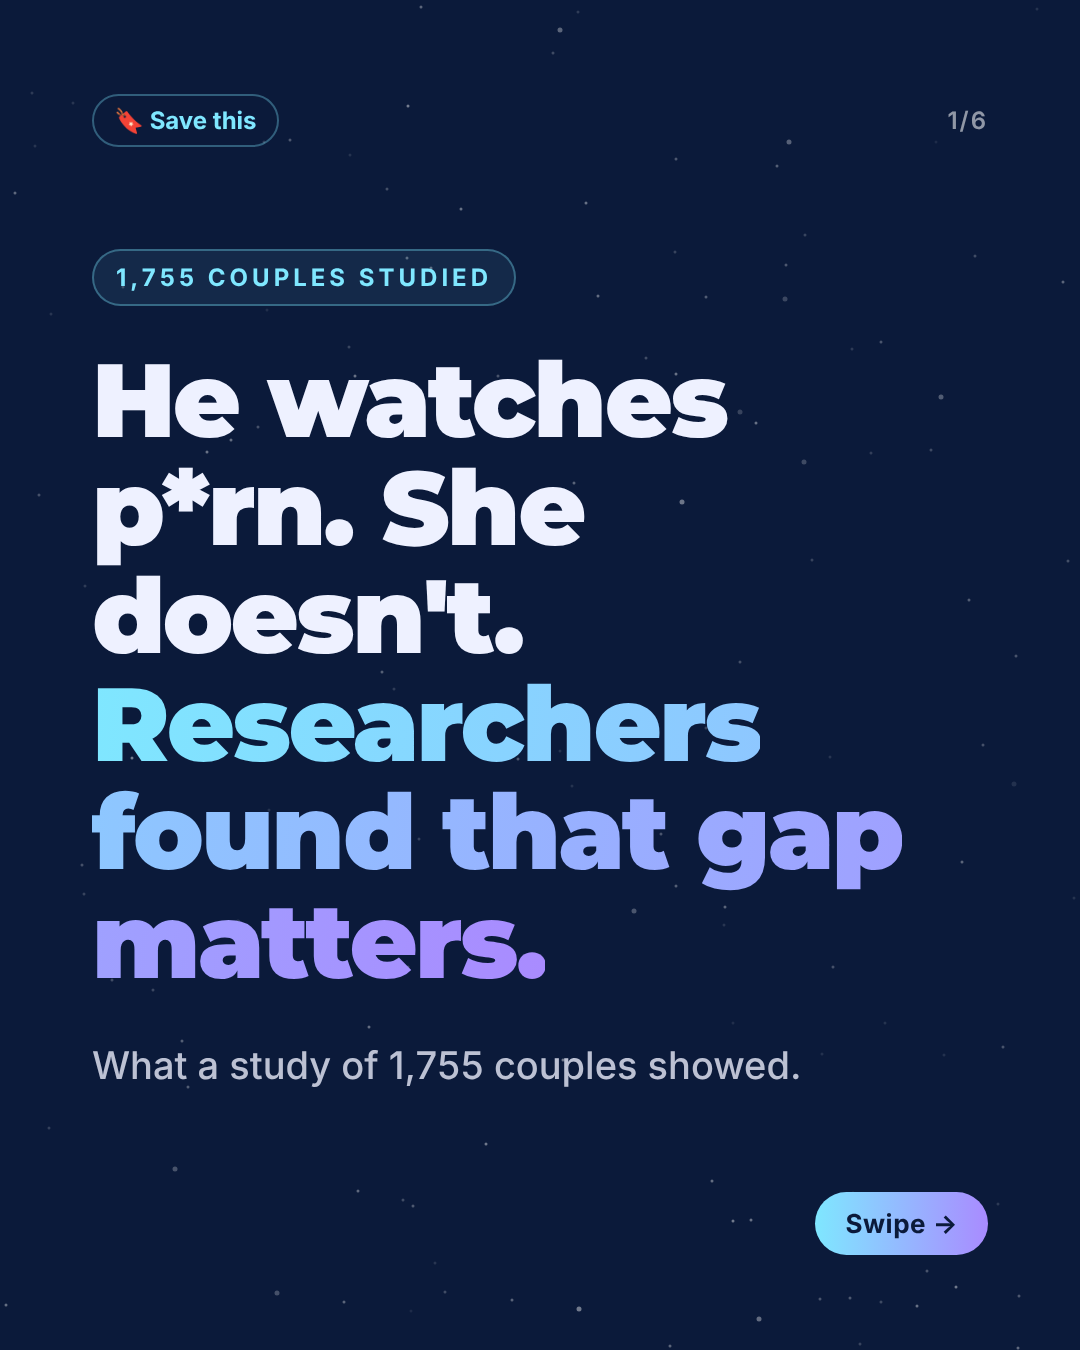 🔖 Save this
1/6
1,755 COUPLES STUDIED
He watches
p*rn. She
doesn't.
Researchers
found that gap
matters.
What a study of 1,755 couples showed.
Swipe →